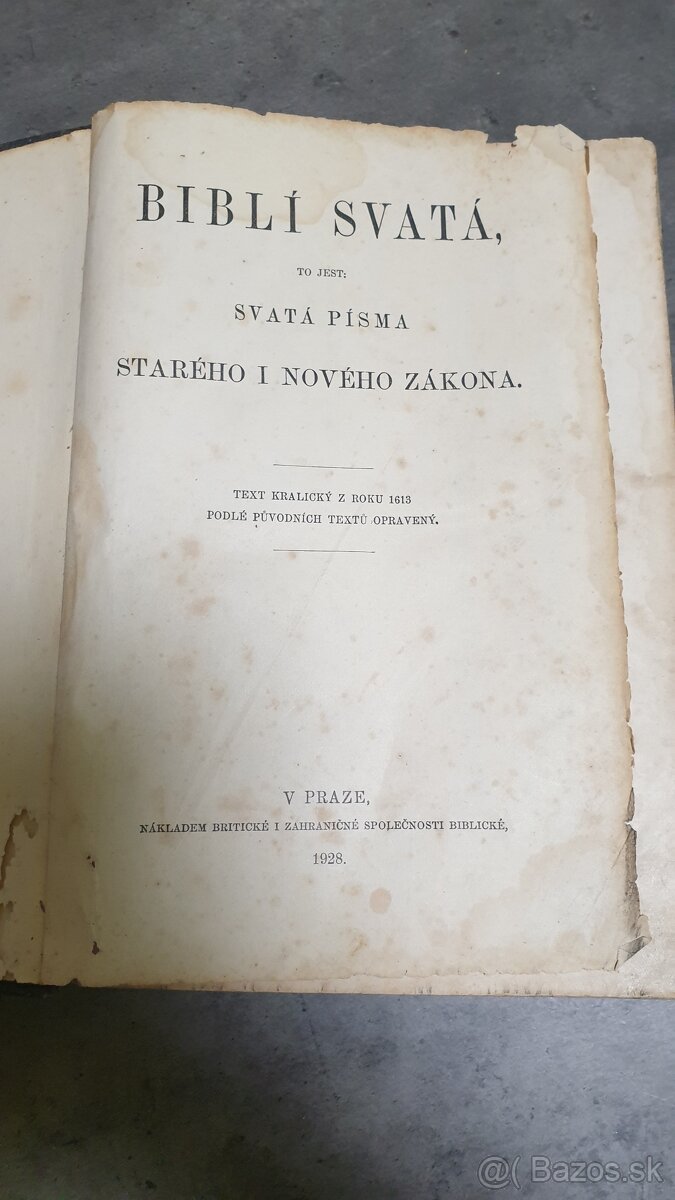 BIBLÍ SVATÁ,
TO JEST:
SVATÁ PÍSMA
STARÉHO I NOVÉHO ZÁKONA.
TEXT KRALICKÝ Z ROKU 1613
PODLÉ PŮVODNÍCH TEXTŮ OPRAVENÝ.
V PRAZE,
NÁKLADEM BRITICKÉ I ZAHRANIČNÉ SPOLEČNOSTI BIBLICKÉ,
1928.
@( Bazos.sk